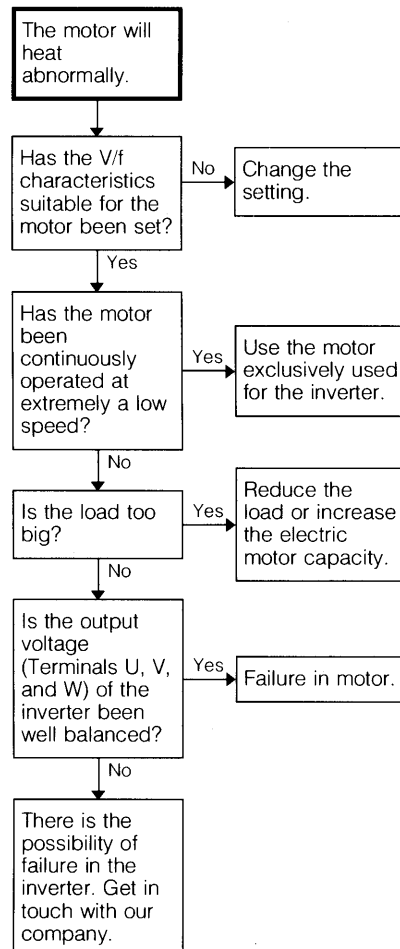 The motor will
heat
abnormally.
Has the V/f
characteristics
suitable for the
motor been set?
No
Change the
setting.
Yes
Has the motor
been
continuously
operated at
extremely a low
speed?
Yes
Use the motor
exclusively used
for the inverter.
No
Is the load too
big?
Yes
Reduce the
load or increase
the electric
motor capacity.
No
Is the output
voltage
(Terminals U, V,
and W) of the
inverter been
well balanced?
Yes
Failure in motor.
No
There is the
possibility of
failure in the
inverter. Get in
touch with our
company.